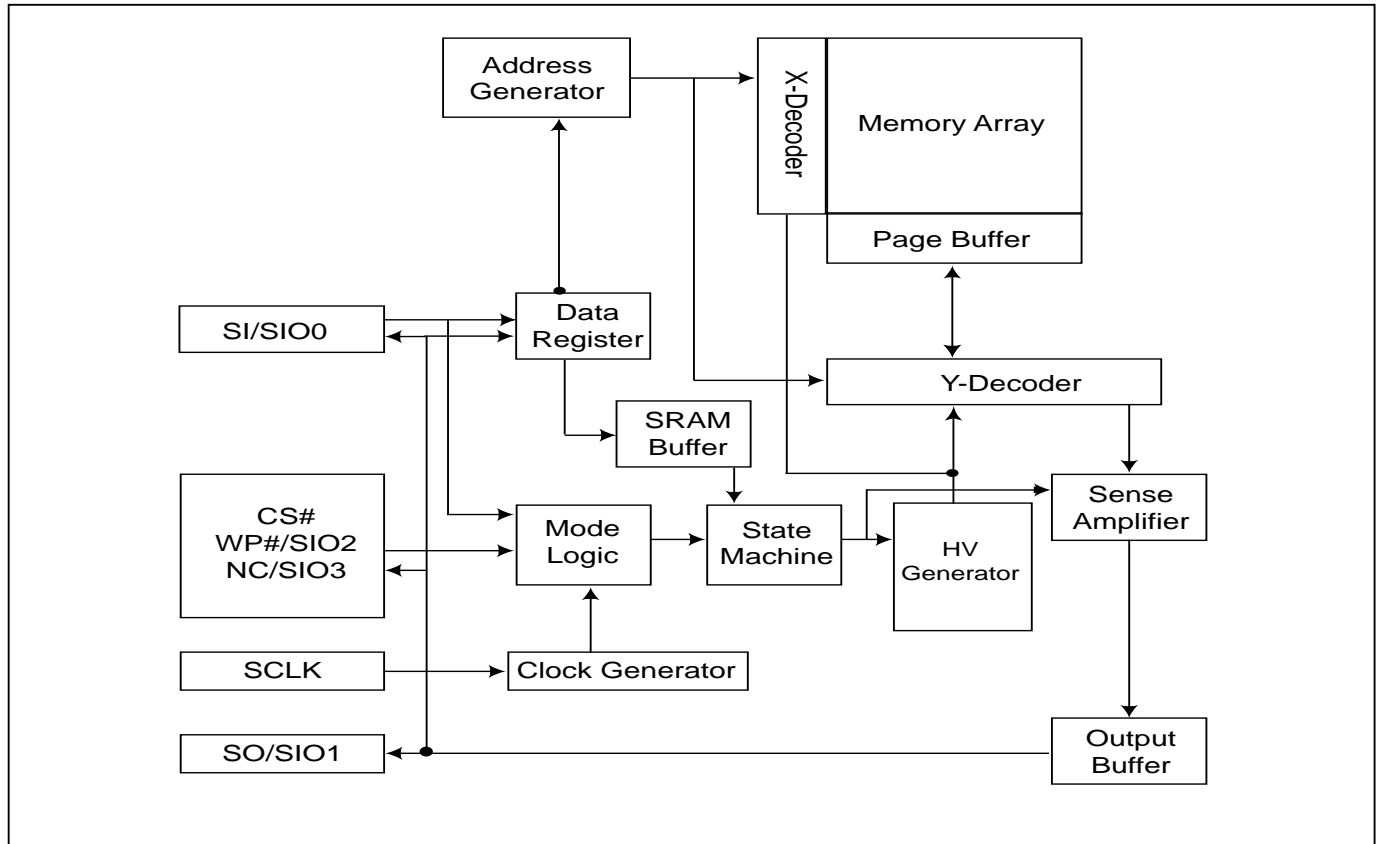 Address
Generator
X-Decoder
Memory Array
Page Buffer
SI/SIO0
Data
Register
Y-Decoder
SRAM
Buffer
CS#
WP#/SIO2
NC/SIO3
Mode
Logic
State
Machine
HV
Generator
Sense
Amplifier
SCLK
Clock Generator
SO/SIO1
Output
Buffer